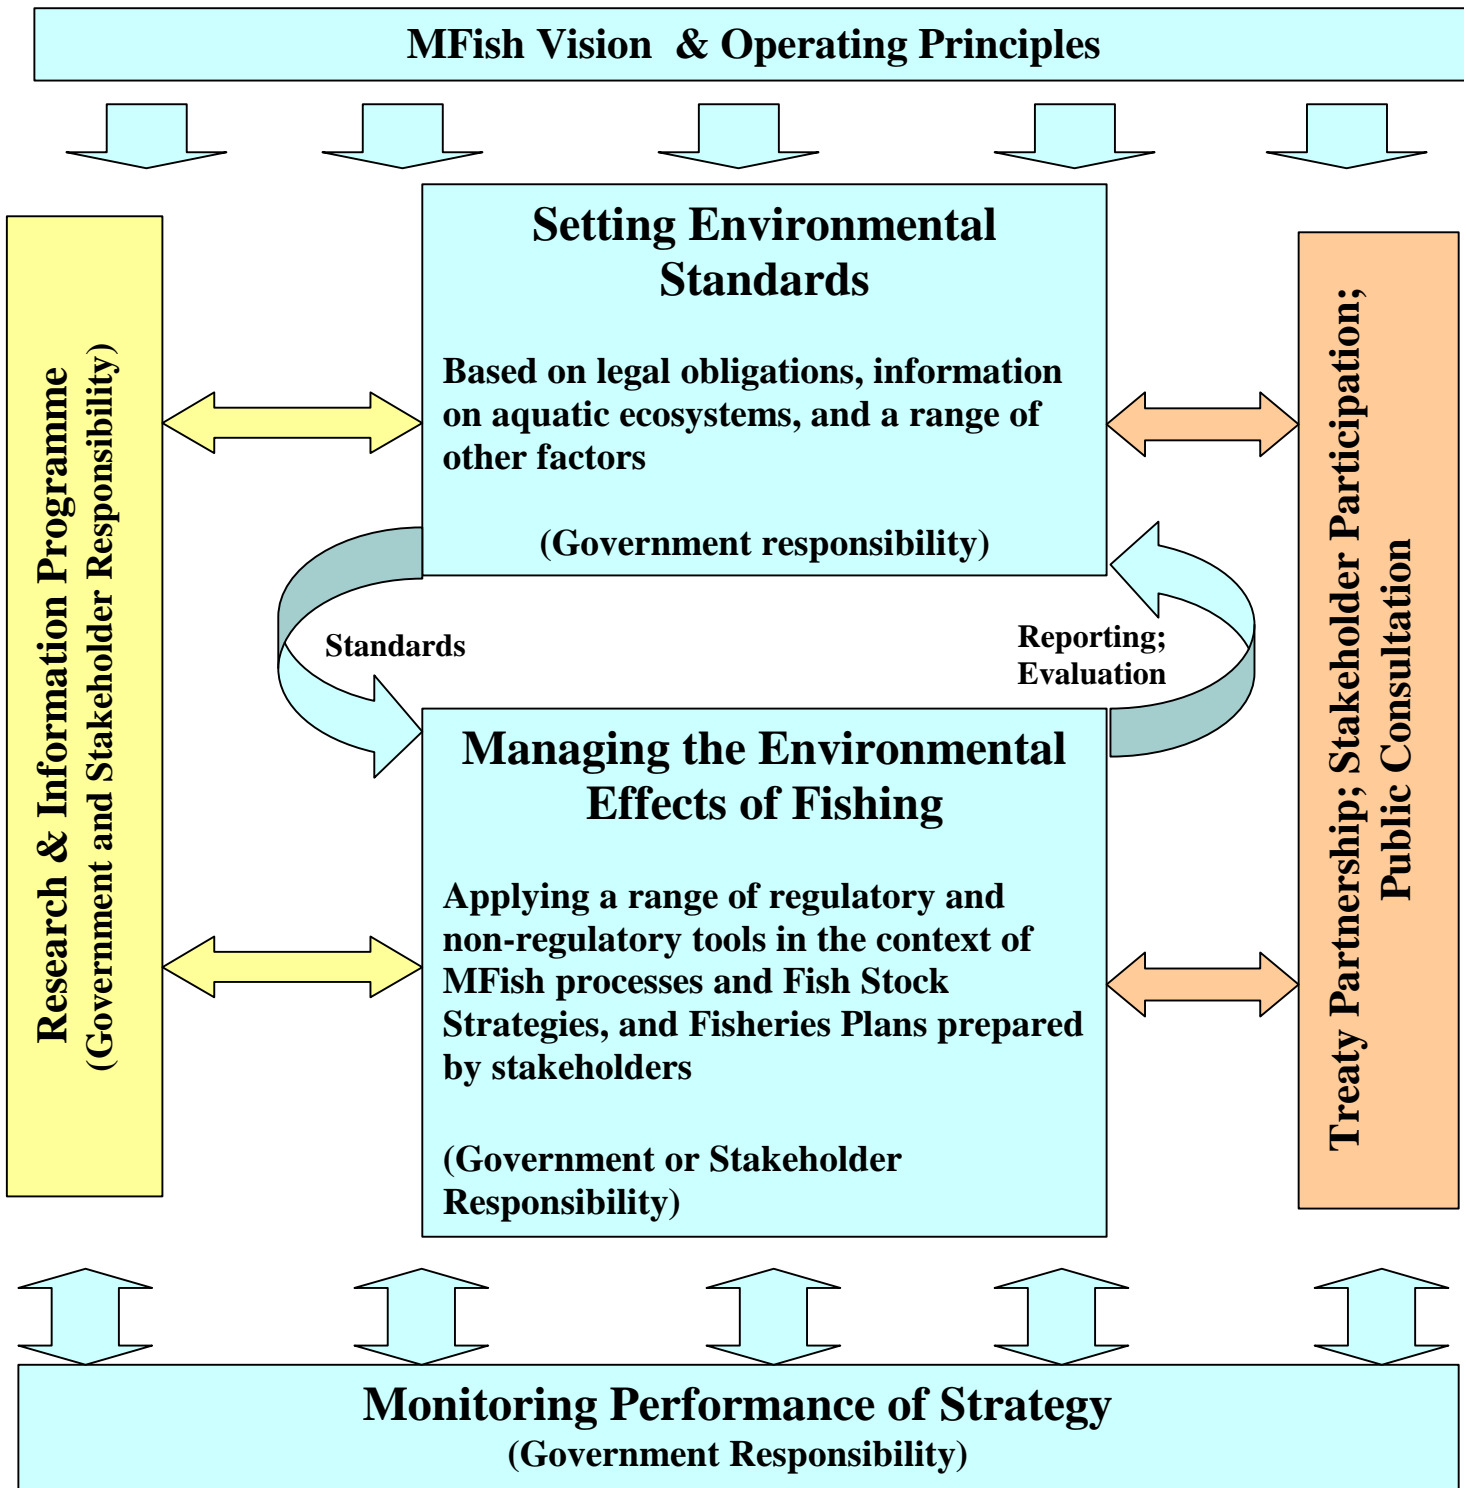 MFish Vision & Operating Principles
Setting Environmental
Standards
Based on legal obligations, information
on aquatic ecosystems, and a range of
other factors
(Government responsibility)
Research & Information Programme
(Government and Stakeholder Responsibility)
Treaty Partnership; Stakeholder Participation;
Public Consultation
Standards
Reporting;
Evaluation
Managing the Environmental
Effects of Fishing
Applying a range of regulatory and
non-regulatory tools in the context of
MFish processes and Fish Stock
Strategies, and Fisheries Plans prepared
by stakeholders
(Government or Stakeholder
Responsibility)
Monitoring Performance of Strategy
(Government Responsibility)